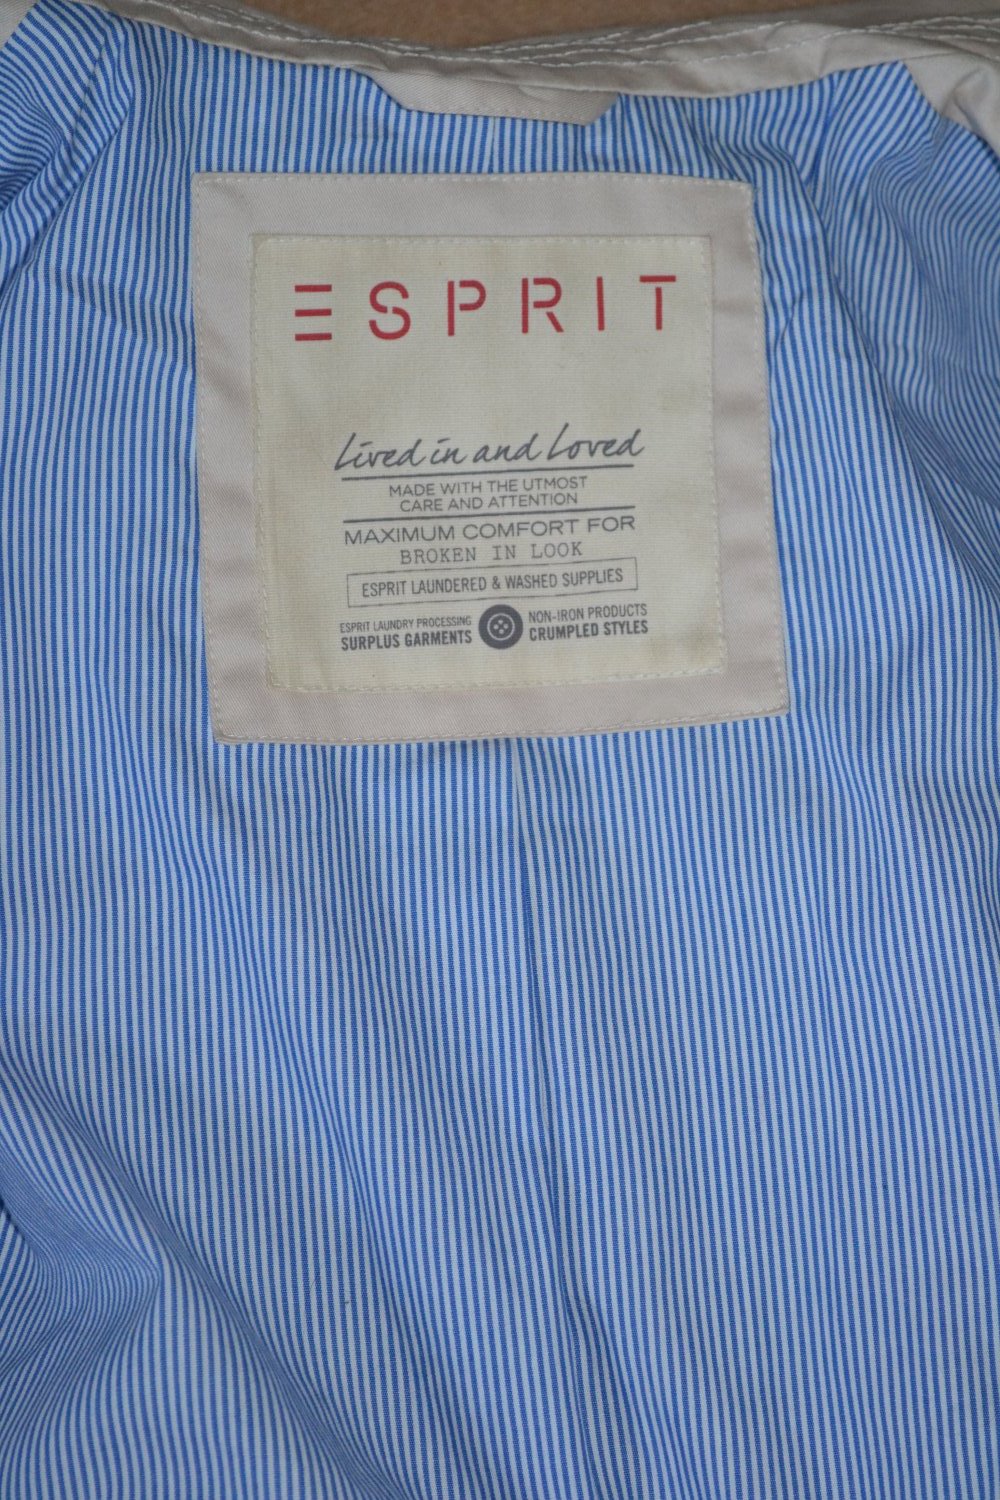 ESPRIT
Lived in and Loved
MADE WITH THE UTMOST
CARE AND ATTENTION
MAXIMUM COMFORT FOR
BROKEN IN LOOK
ESPRIT LAUNDERED & WASHED SUPPLIES
ESPRIT LAUNDRY PROCESSING
SURPLUS GARMENTS
NON-IRON PRODUCTS
CRUMPLED STYLES